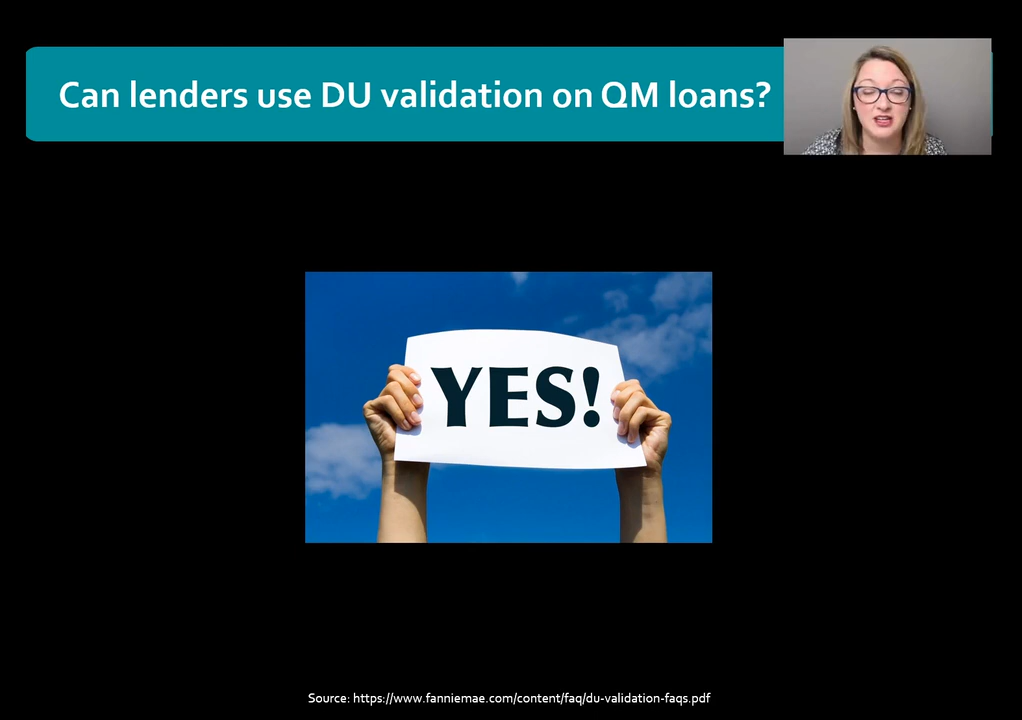 Can lenders use DU validation on QM loans?
YES!
Source: https://www.fanniemae.com/content/faq/du-validation-faqs.pdf